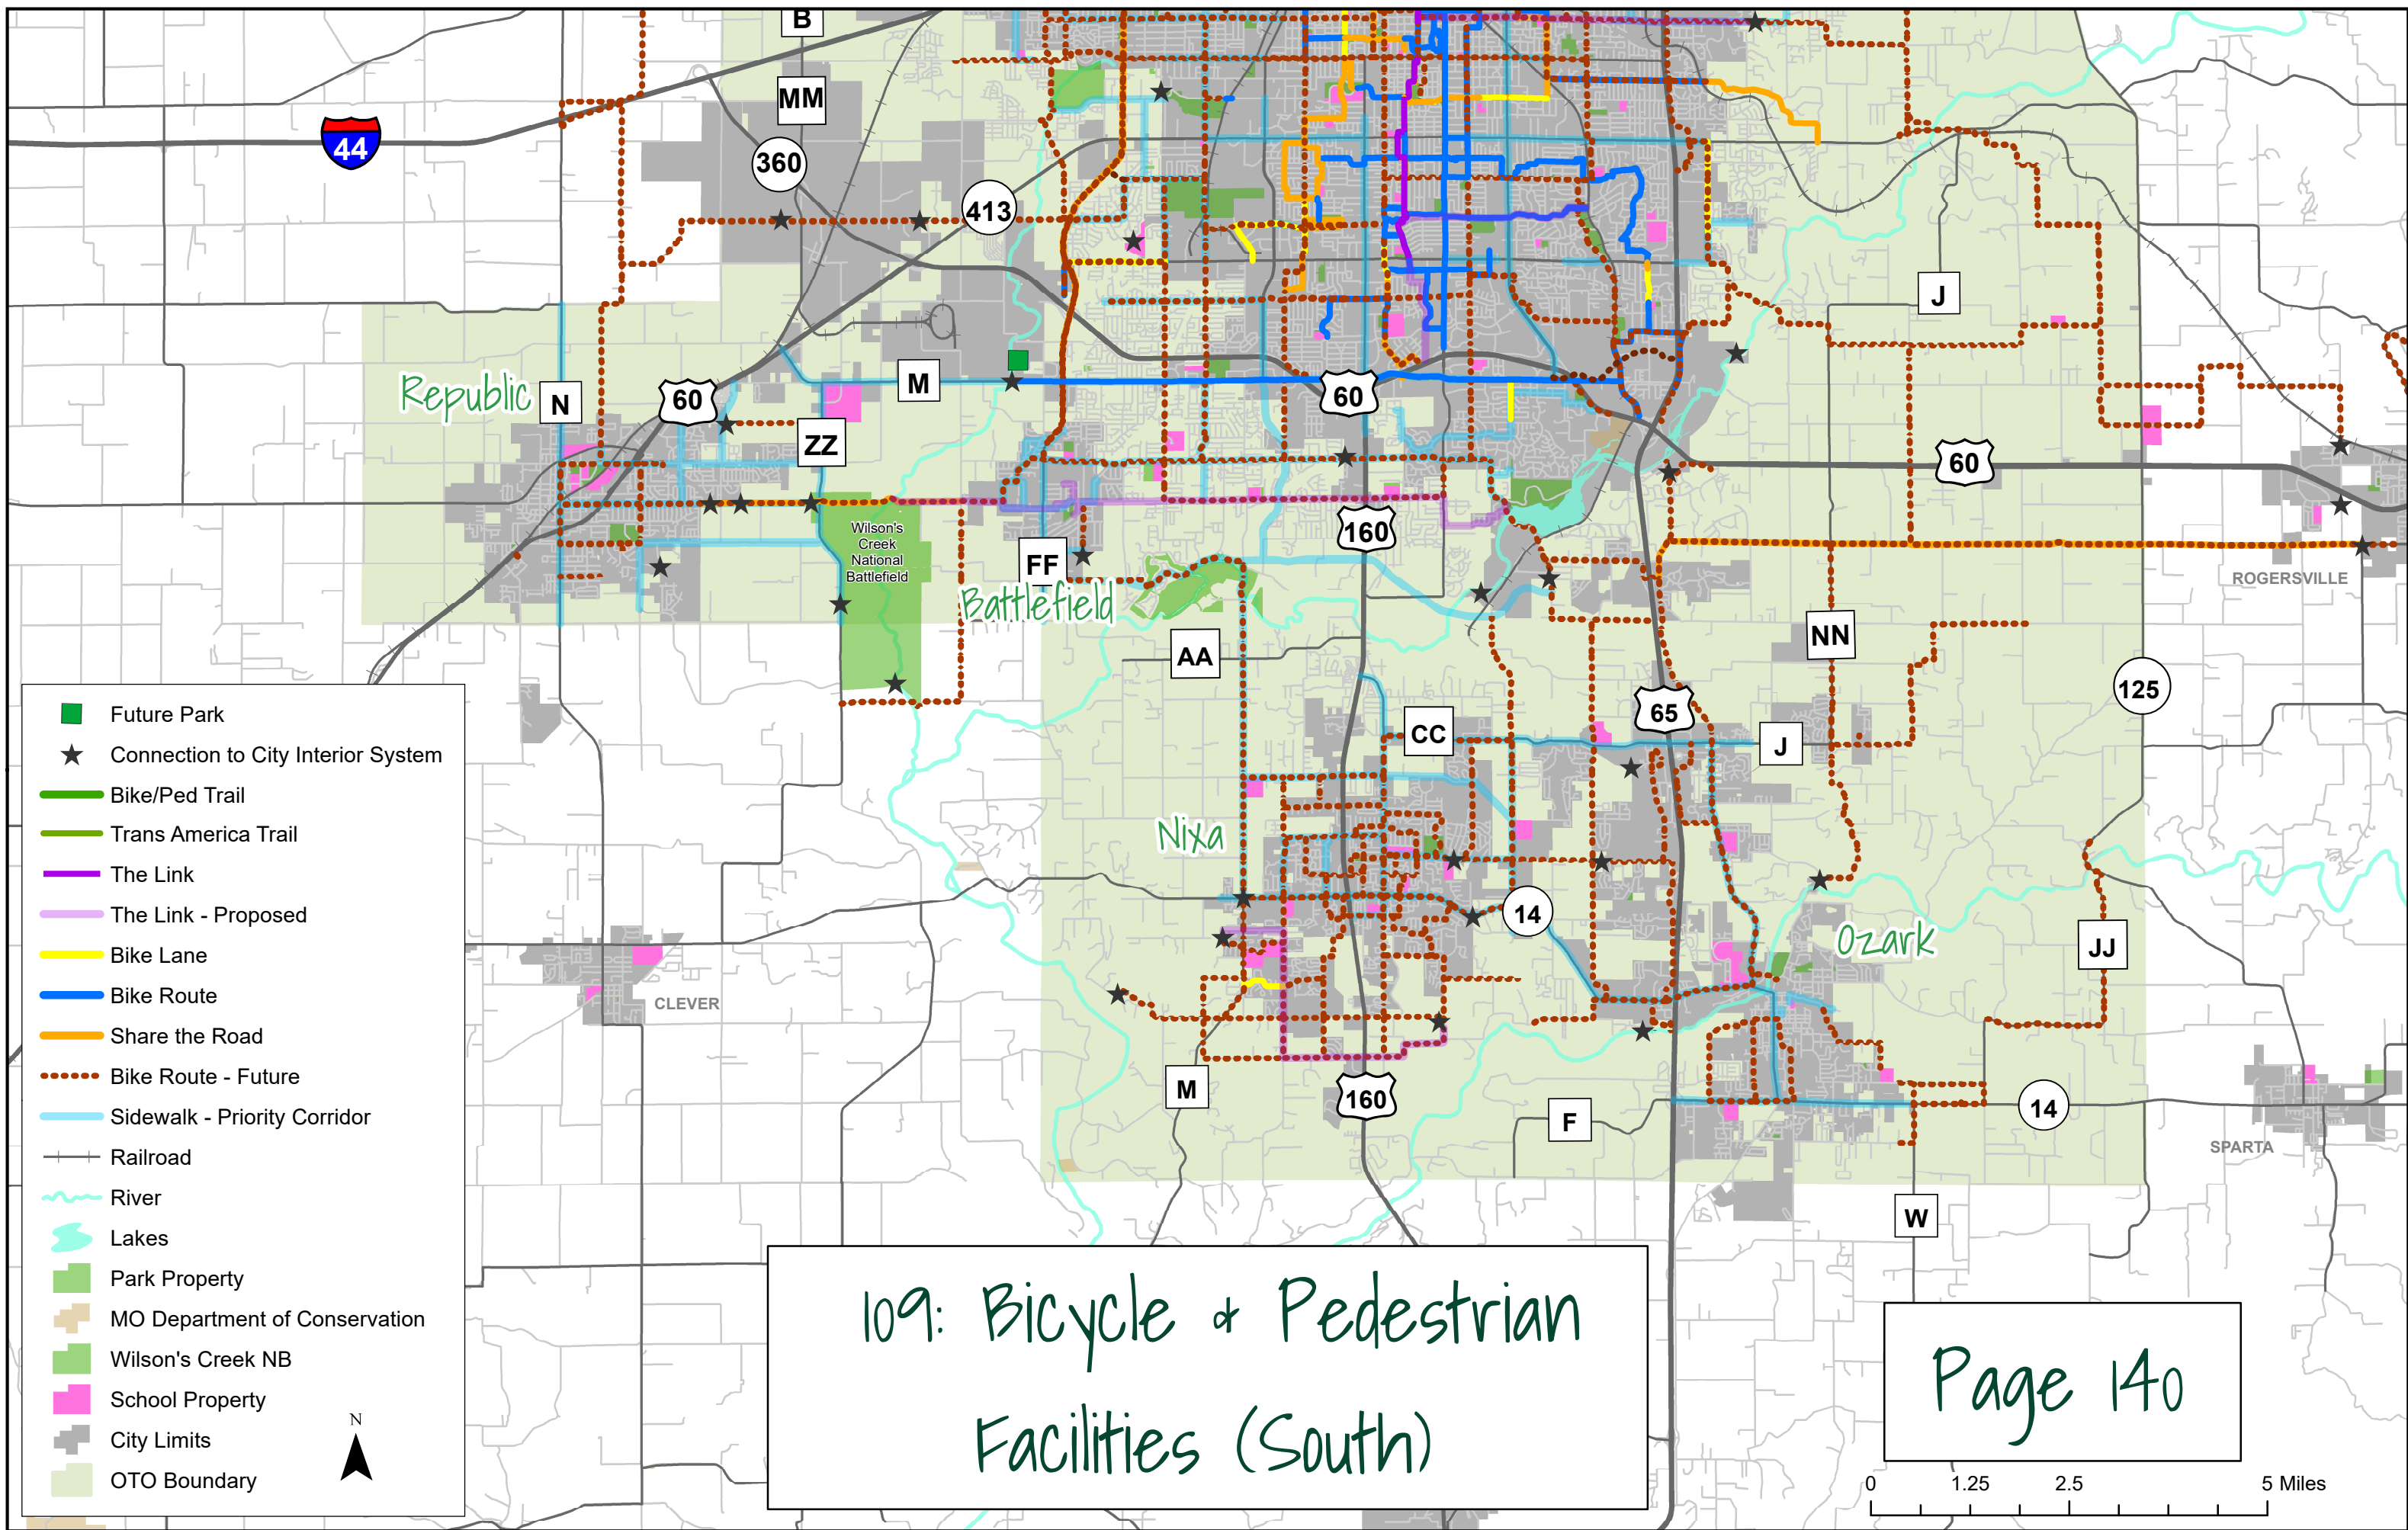 B
MM
44
360
413
J
Republic
N
60
M
60
ZZ
60
160
Wilson's
Creek
National
Battlefield
FF
Battlefield
ROGERSVILLE
NN
AA
125
65
CC
J
Nixa
14
Ozark
JJ
CLEVER
M
160
F
14
SPARTA
W
Future Park
Connection to City Interior System
Bike/Ped Trail
Trans America Trail
The Link
The Link - Proposed
Bike Lane
Bike Route
Share the Road
Bike Route - Future
Sidewalk - Priority Corridor
Railroad
River
Lakes
Park Property
MO Department of Conservation
Wilson's Creek NB
School Property
City Limits
OTO Boundary
N
109: Bicycle & Pedestrian
Facilities (South)
Page 140
0 1.25 2.5 5 Miles